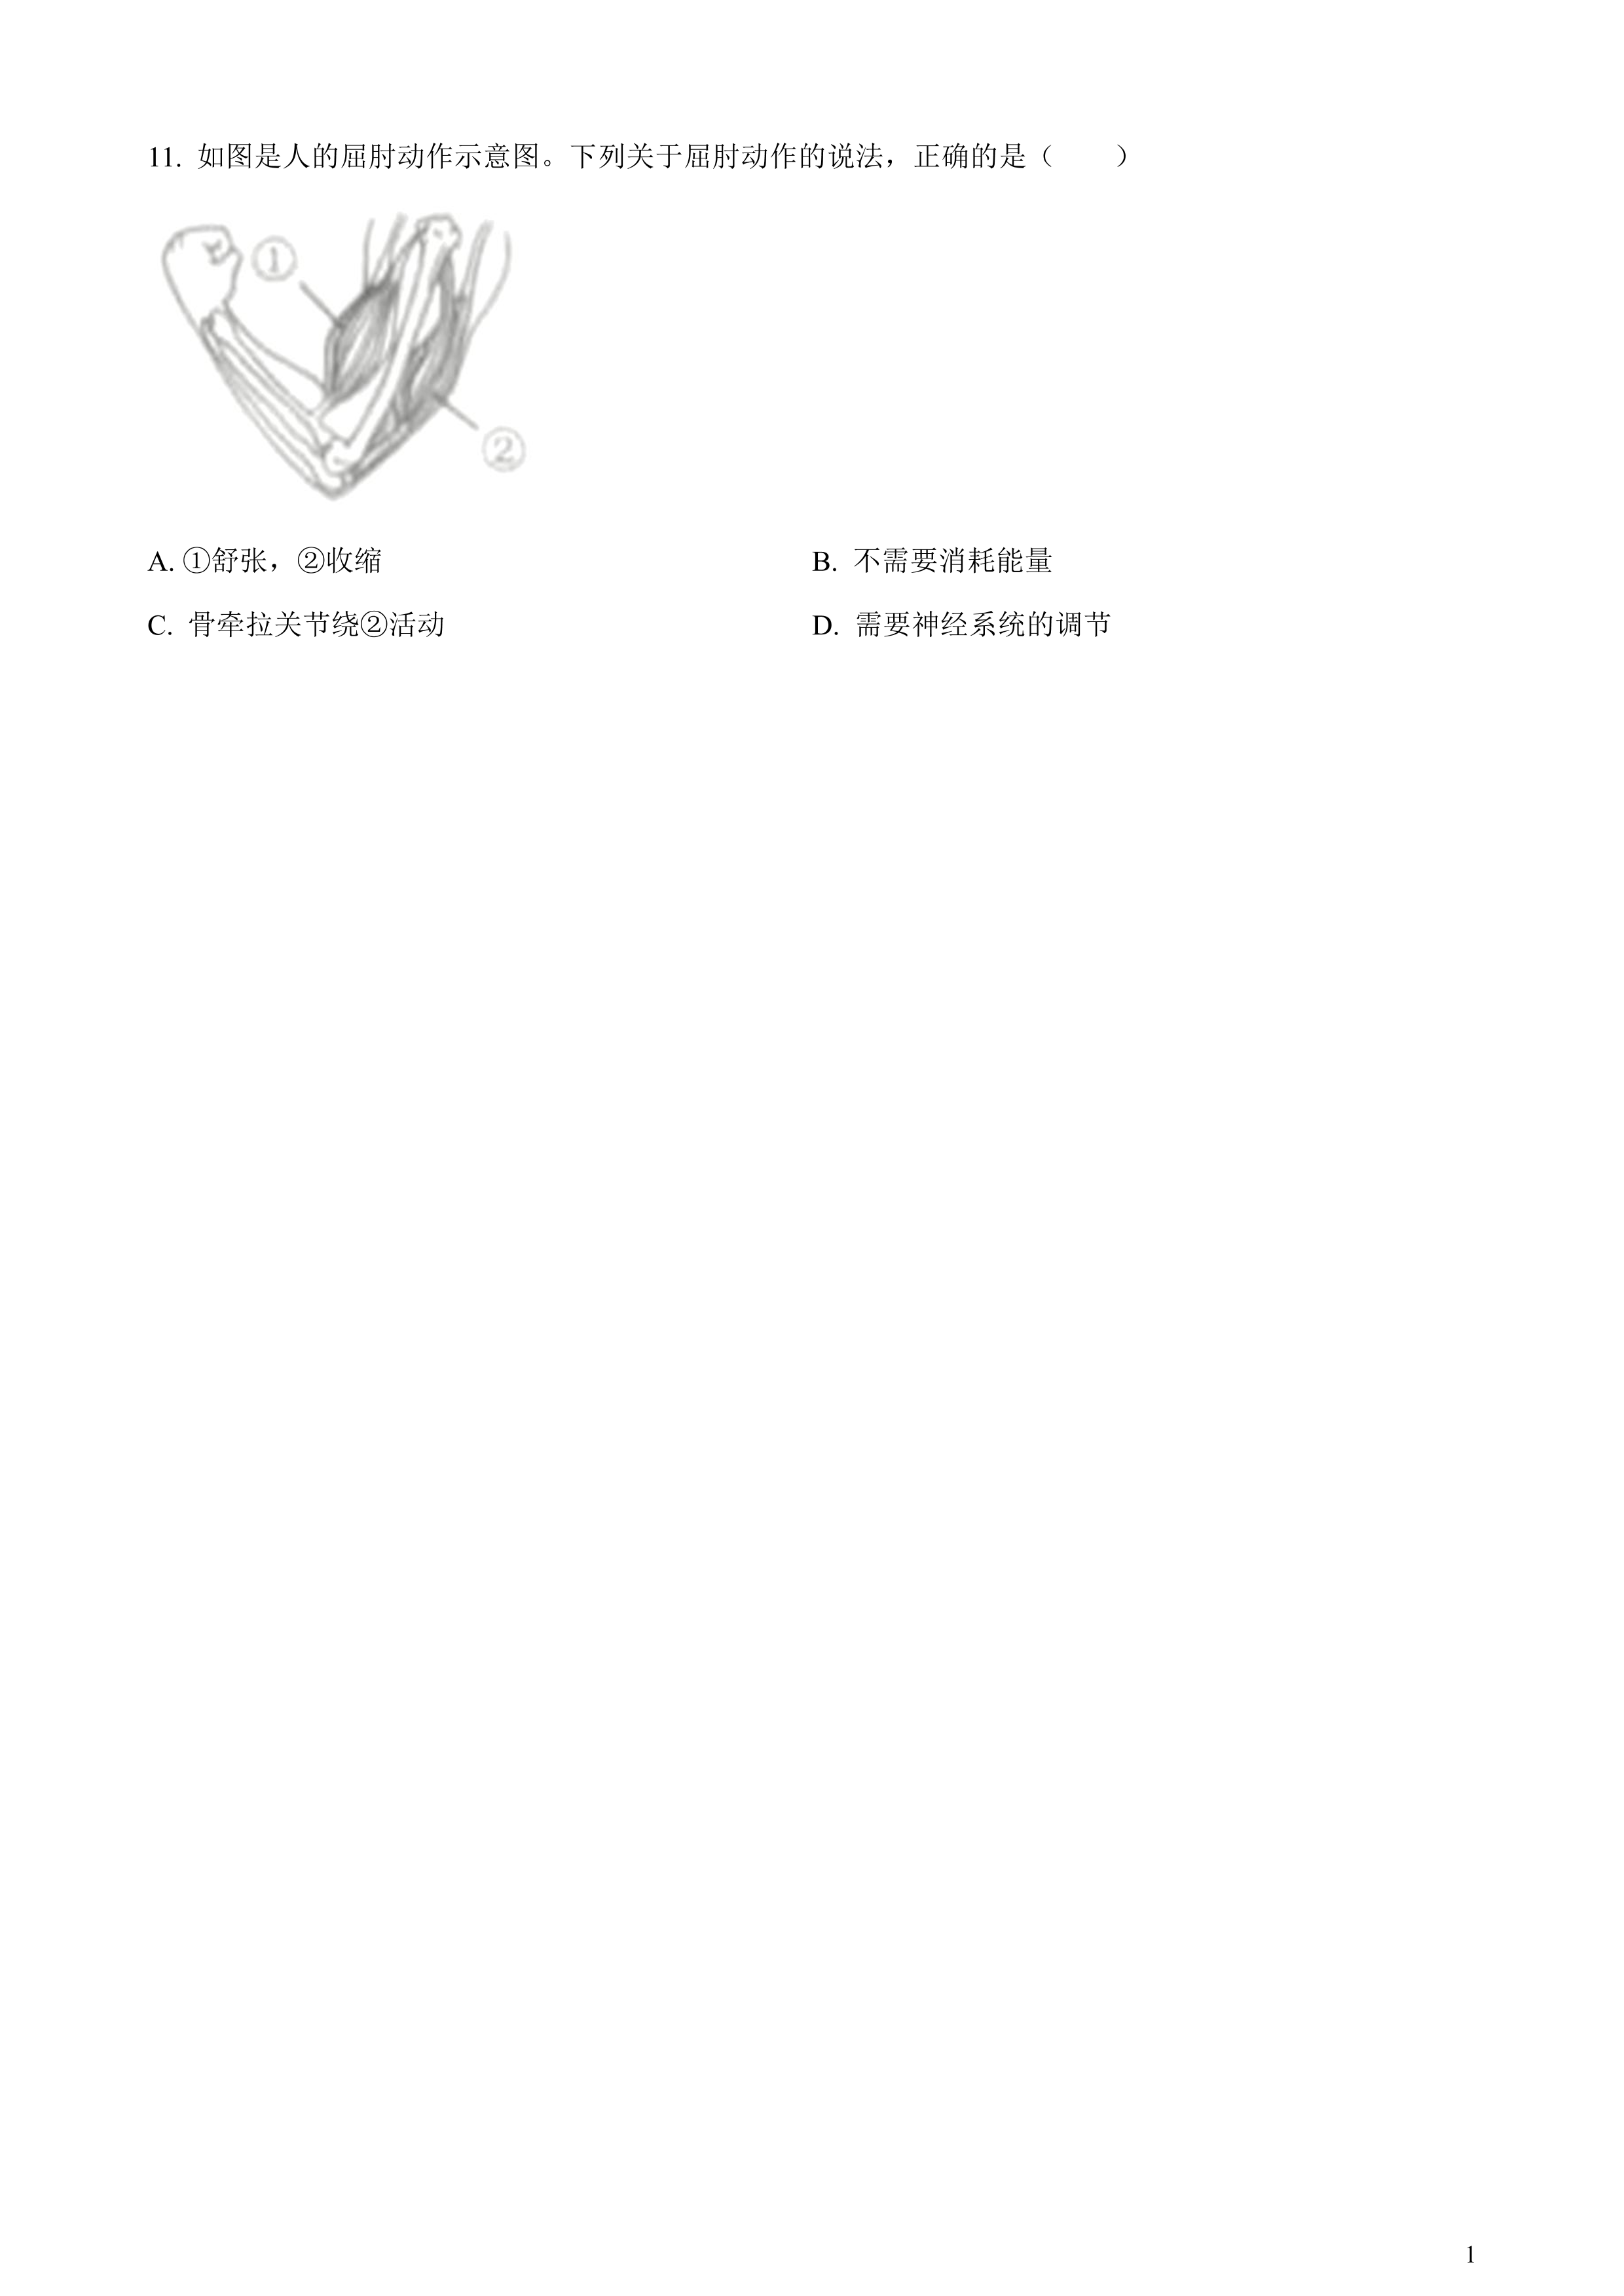 11. 如图是人的屈肘动作示意图。下列关于屈肘动作的说法，正确的是（　　）
①
②
A. ①舒张，②收缩
B. 不需要消耗能量
C. 骨牵拉关节绕②活动
D. 需要神经系统的调节
1